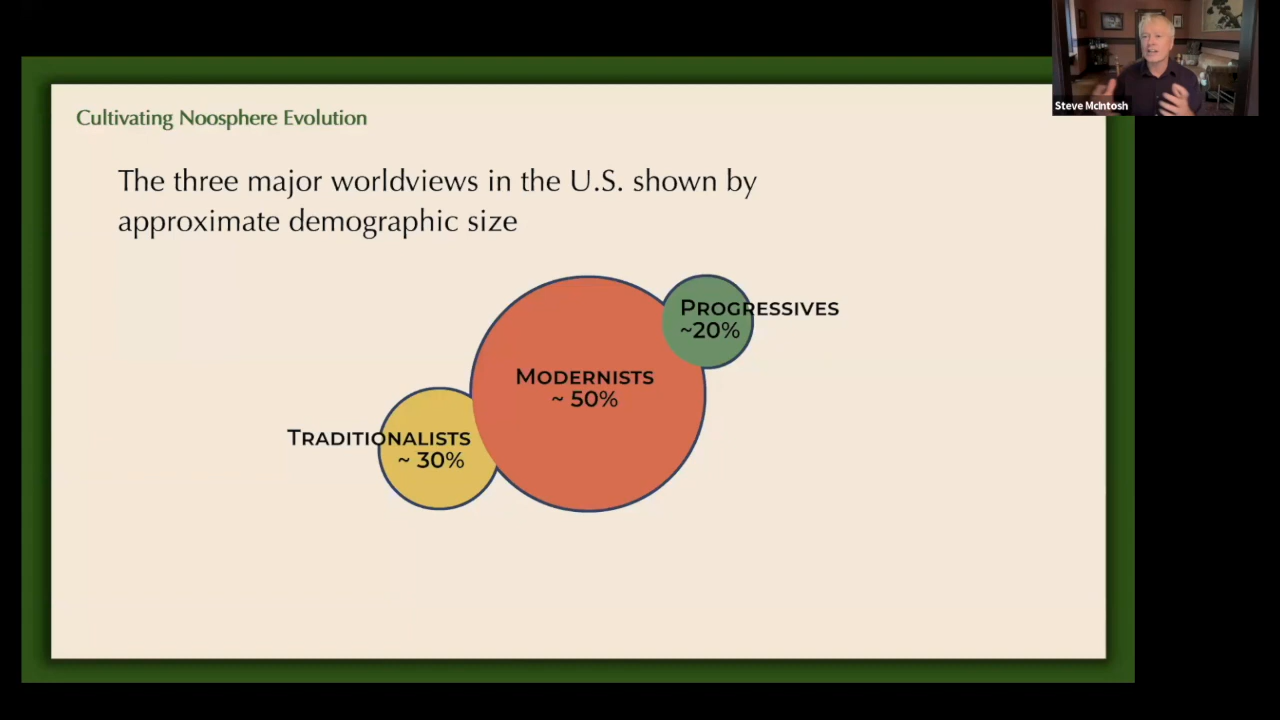 Steve McIntosh
Cultivating Noosphere Evolution
The three major worldviews in the U.S. shown by
approximate demographic size
PROGRESSIVES
~20%
MODERNISTS
~ 50%
TRADITIONALISTS
~ 30%